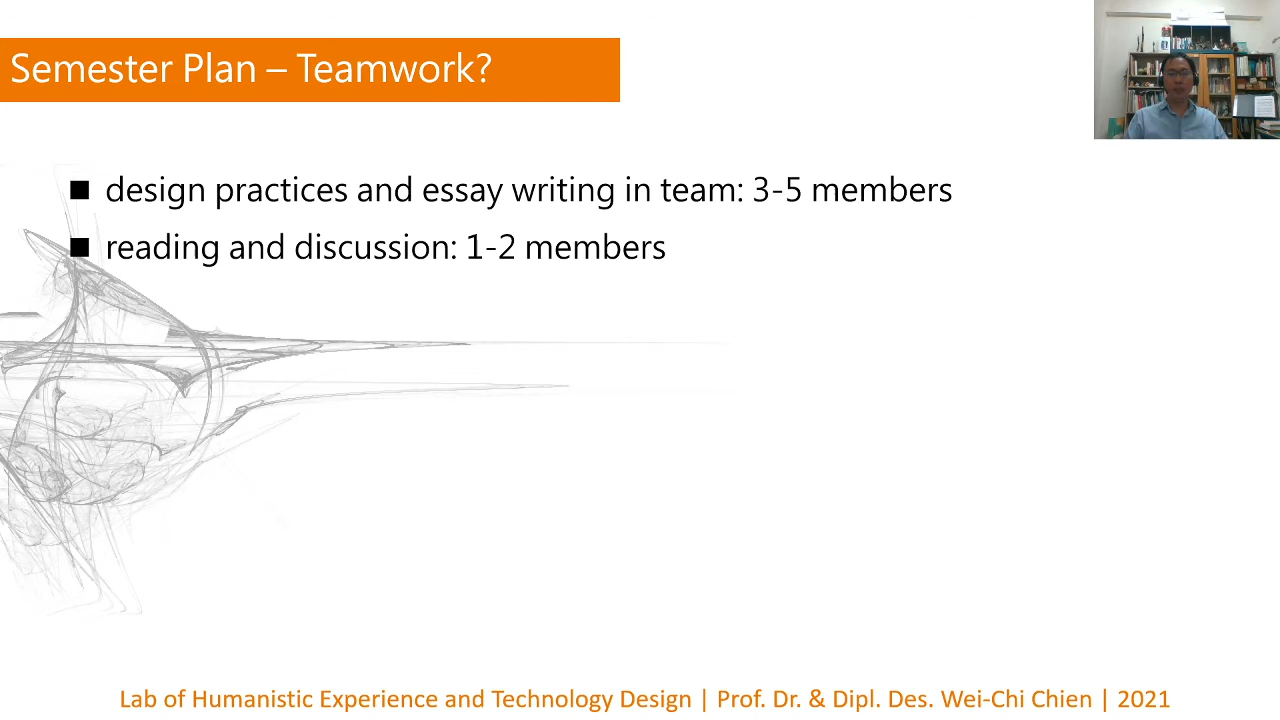 Semester Plan – Teamwork?
design practices and essay writing in team: 3-5 members
reading and discussion: 1-2 members
Lab of Humanistic Experience and Technology Design | Prof. Dr. & Dipl. Des. Wei-Chi Chien | 2021